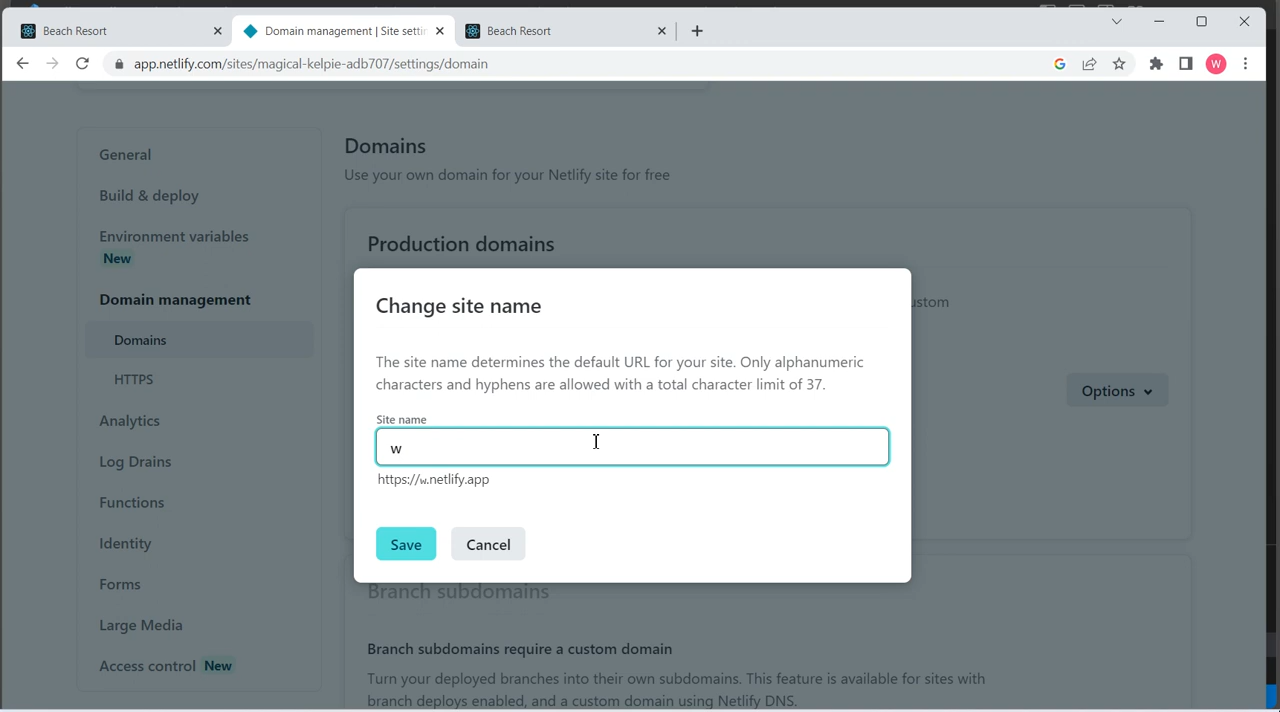 Beach Resort
Domain management | Site settin
Beach Resort
app.netlify.com/sites/magical-kelpie-adb707/settings/domain
W
General
Build & deploy
Environment variables
New
Domain management
Domains
HTTPS
Analytics
Log Drains
Functions
Identity
Forms
Large Media
Access control New
Domains
Use your own domain for your Netlify site for free
Production domains
ustom
Options
Change site name
The site name determines the default URL for your site. Only alphanumeric
characters and hyphens are allowed with a total character limit of 37.
Site name
w
https://w.netlify.app
Save Cancel
Branch subdomains
Branch subdomains require a custom domain
Turn your deployed branches into their own subdomains. This feature is available for sites with
branch deploys enabled, and a custom domain using Netlify DNS.